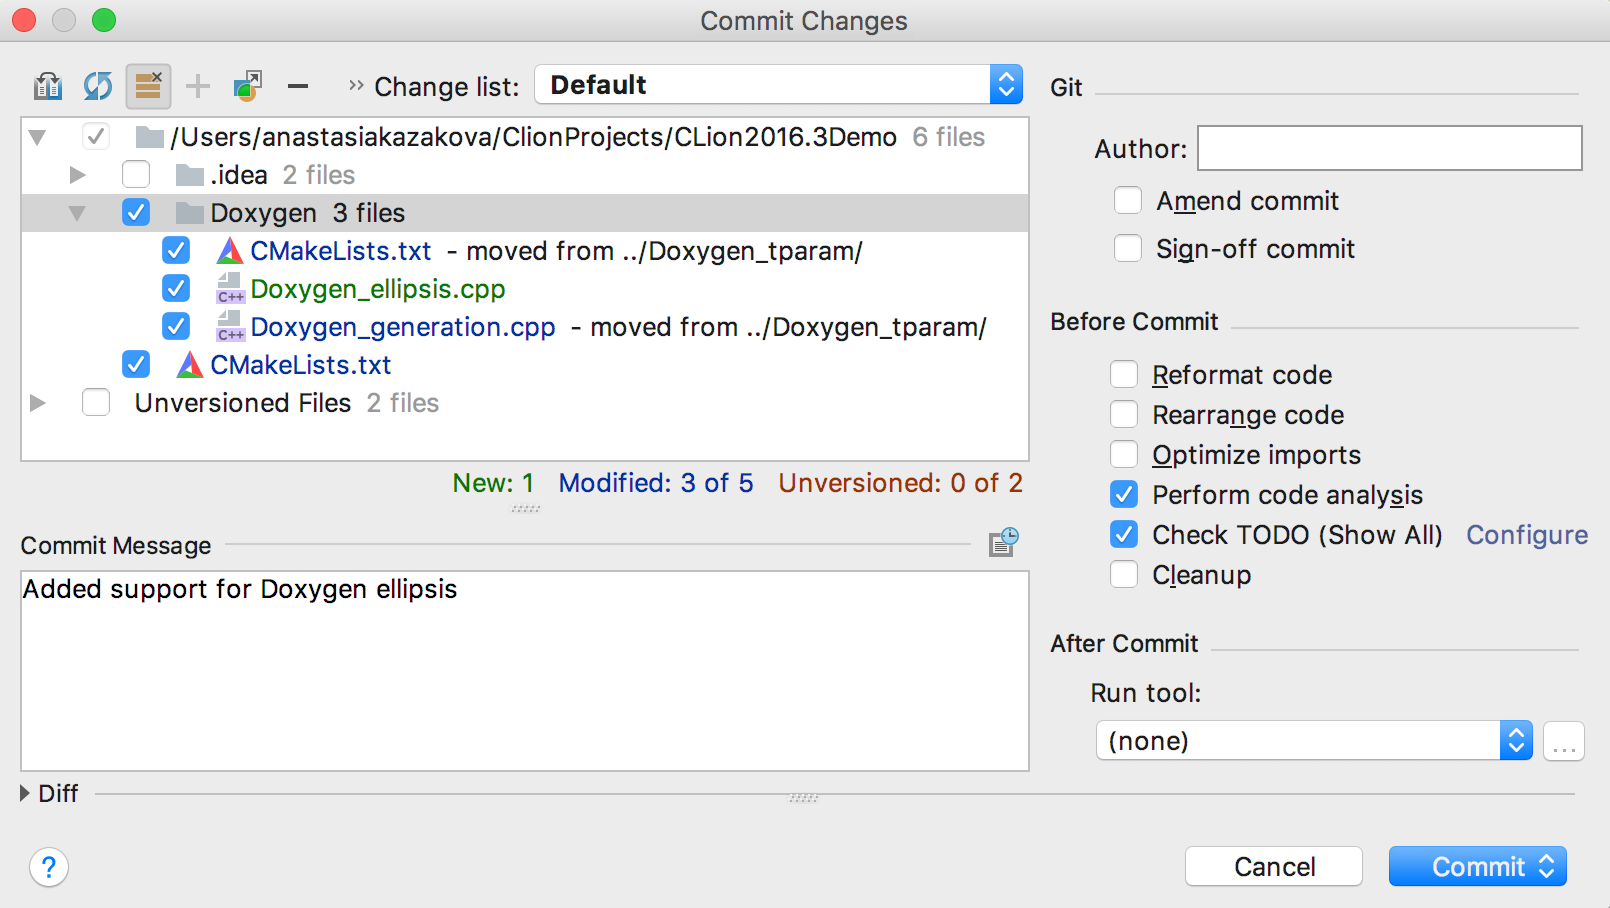 Commit Changes
>> Change list: Default
/Users/anastasiakazakova/ClionProjects/CLion2016.3Demo 6 files
.idea 2 files
Doxygen 3 files
CMakeLists.txt - moved from ../Doxygen_tparam/
C++ Doxygen_ellipsis.cpp
C++ Doxygen_generation.cpp - moved from ../Doxygen_tparam/
CMakeLists.txt
Unversioned Files 2 files
New: 1 Modified: 3 of 5 Unversioned: 0 of 2
Commit Message
Added support for Doxygen ellipsis
Diff
?
Git
Author:
Amend commit
Sign-off commit
Before Commit
Reformat code
Rearrange code
Optimize imports
Perform code analysis
Check TODO (Show All) Configure
Cleanup
After Commit
Run tool:
(none) ...
Cancel Commit